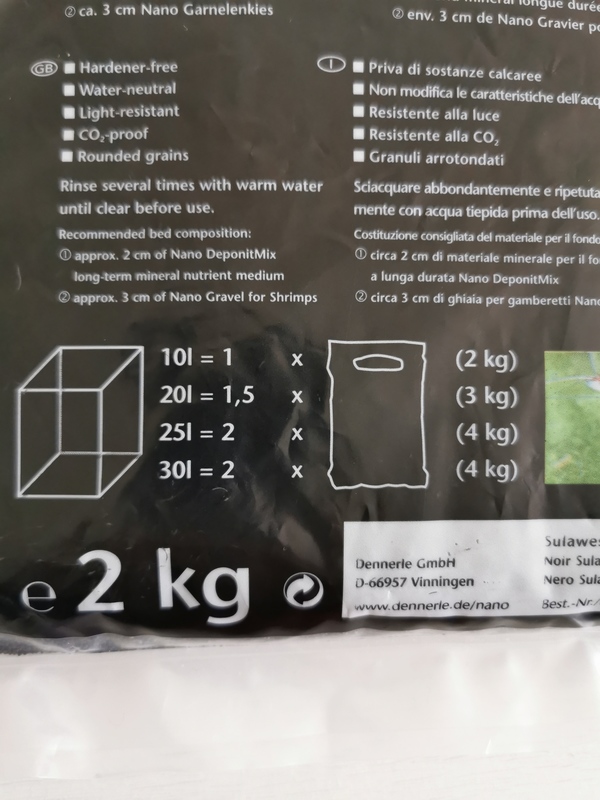 ② ca. 3 cm Nano Garnelenkies
② env. 3 cm de Nano Gravier
GB
Hardener-free
Water-neutral
Light-resistant
CO₂-proof
Rounded grains
Rinse several times with warm water
until clear before use.
Recommended bed composition:
① approx. 2 cm of Nano DeponitMix
long-term mineral nutrient medium
② approx. 3 cm of Nano Gravel for Shrimps
I
Priva di sostanze calcaree
Non modifica le caratteristiche dell'acq
Resistente alla luce
Resistente alla CO₂
Granuli arrotondati
Sciacquare abbondantemente e ripetuta
mente con acqua tiepida prima dell'uso.
Costituzione consigliata del materiale per il fondo
① circa 2 cm di materiale minerale per il fo
a lunga durata Nano DeponitMix
② circa 3 cm di ghiaia per gamberetti Nano
10l = 1 x (2 kg)
20l = 1,5 x (3 kg)
25l = 2 x (4 kg)
30l = 2 x (4 kg)
e 2 kg
Dennerle GmbH
D-66957 Vinningen
www.dennerle.de/nano
Sulawes
Noir Sula
Nero Sula
Best.-Nr./